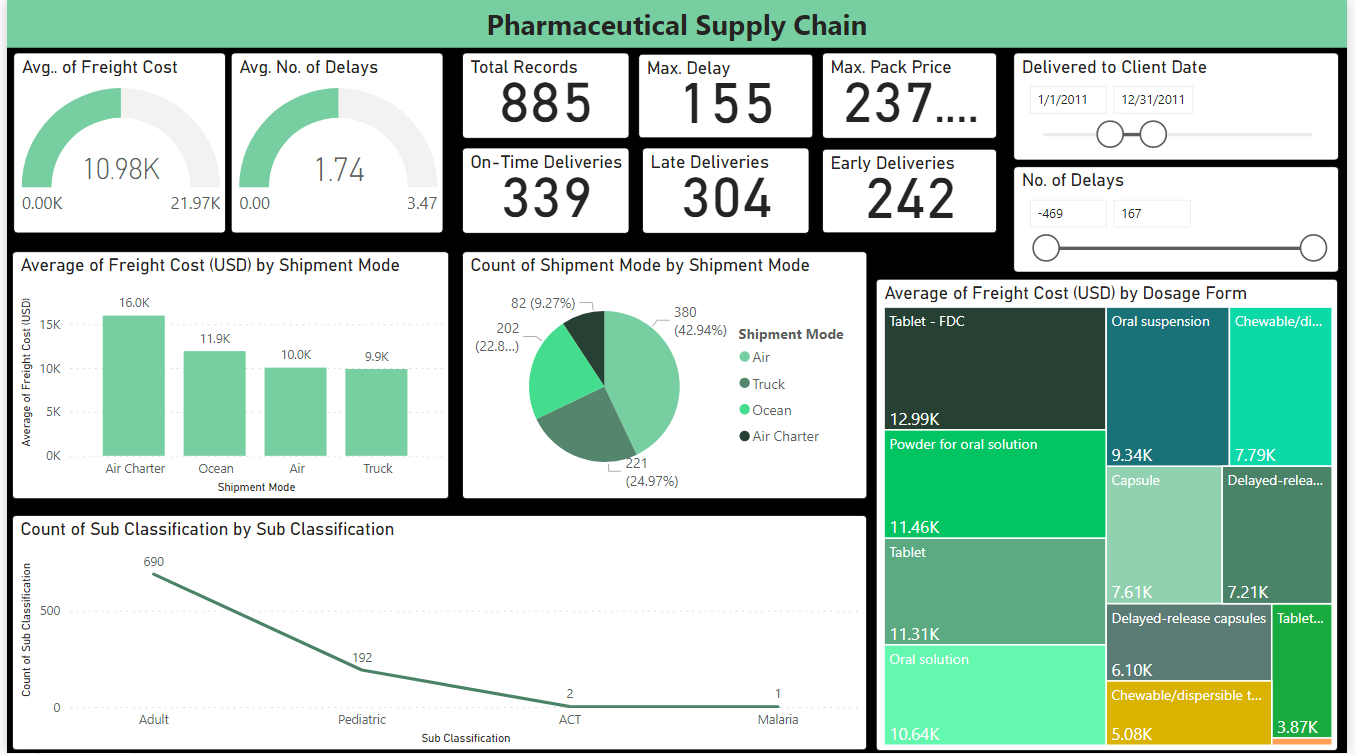 Pharmaceutical Supply Chain
Avg.. of Freight Cost
10.98K
0.00K
21.97K
Avg. No. of Delays
1.74
0.00
3.47
Total Records
885
Max. Delay
155
Max. Pack Price
237....
On-Time Deliveries
339
Late Deliveries
304
Early Deliveries
242
Delivered to Client Date
1/1/2011
12/31/2011
No. of Delays
-469
167
Average of Freight Cost (USD) by Shipment Mode
Average of Freight Cost (USD)
15K
10K
5K
0K
16.0K
11.9K
10.0K
9.9K
Air Charter
Ocean
Air
Truck
Shipment Mode
Count of Shipment Mode by Shipment Mode
82 (9.27%)
202
(22.8...)
380
(42.94%)
221
(24.97%)
Shipment Mode
Air
Truck
Ocean
Air Charter
Average of Freight Cost (USD) by Dosage Form
Tablet - FDC
12.99K
Powder for oral solution
11.46K
Tablet
11.31K
Oral solution
10.64K
Oral suspension
9.34K
Chewable/di...
7.79K
Capsule
7.61K
Delayed-relea...
7.21K
Delayed-release capsules
6.10K
Chewable/dispersible t...
5.08K
Tablet...
3.87K
Count of Sub Classification by Sub Classification
Count of Sub Classification
500
0
690
192
2
1
Adult
Pediatric
ACT
Malaria
Sub Classification